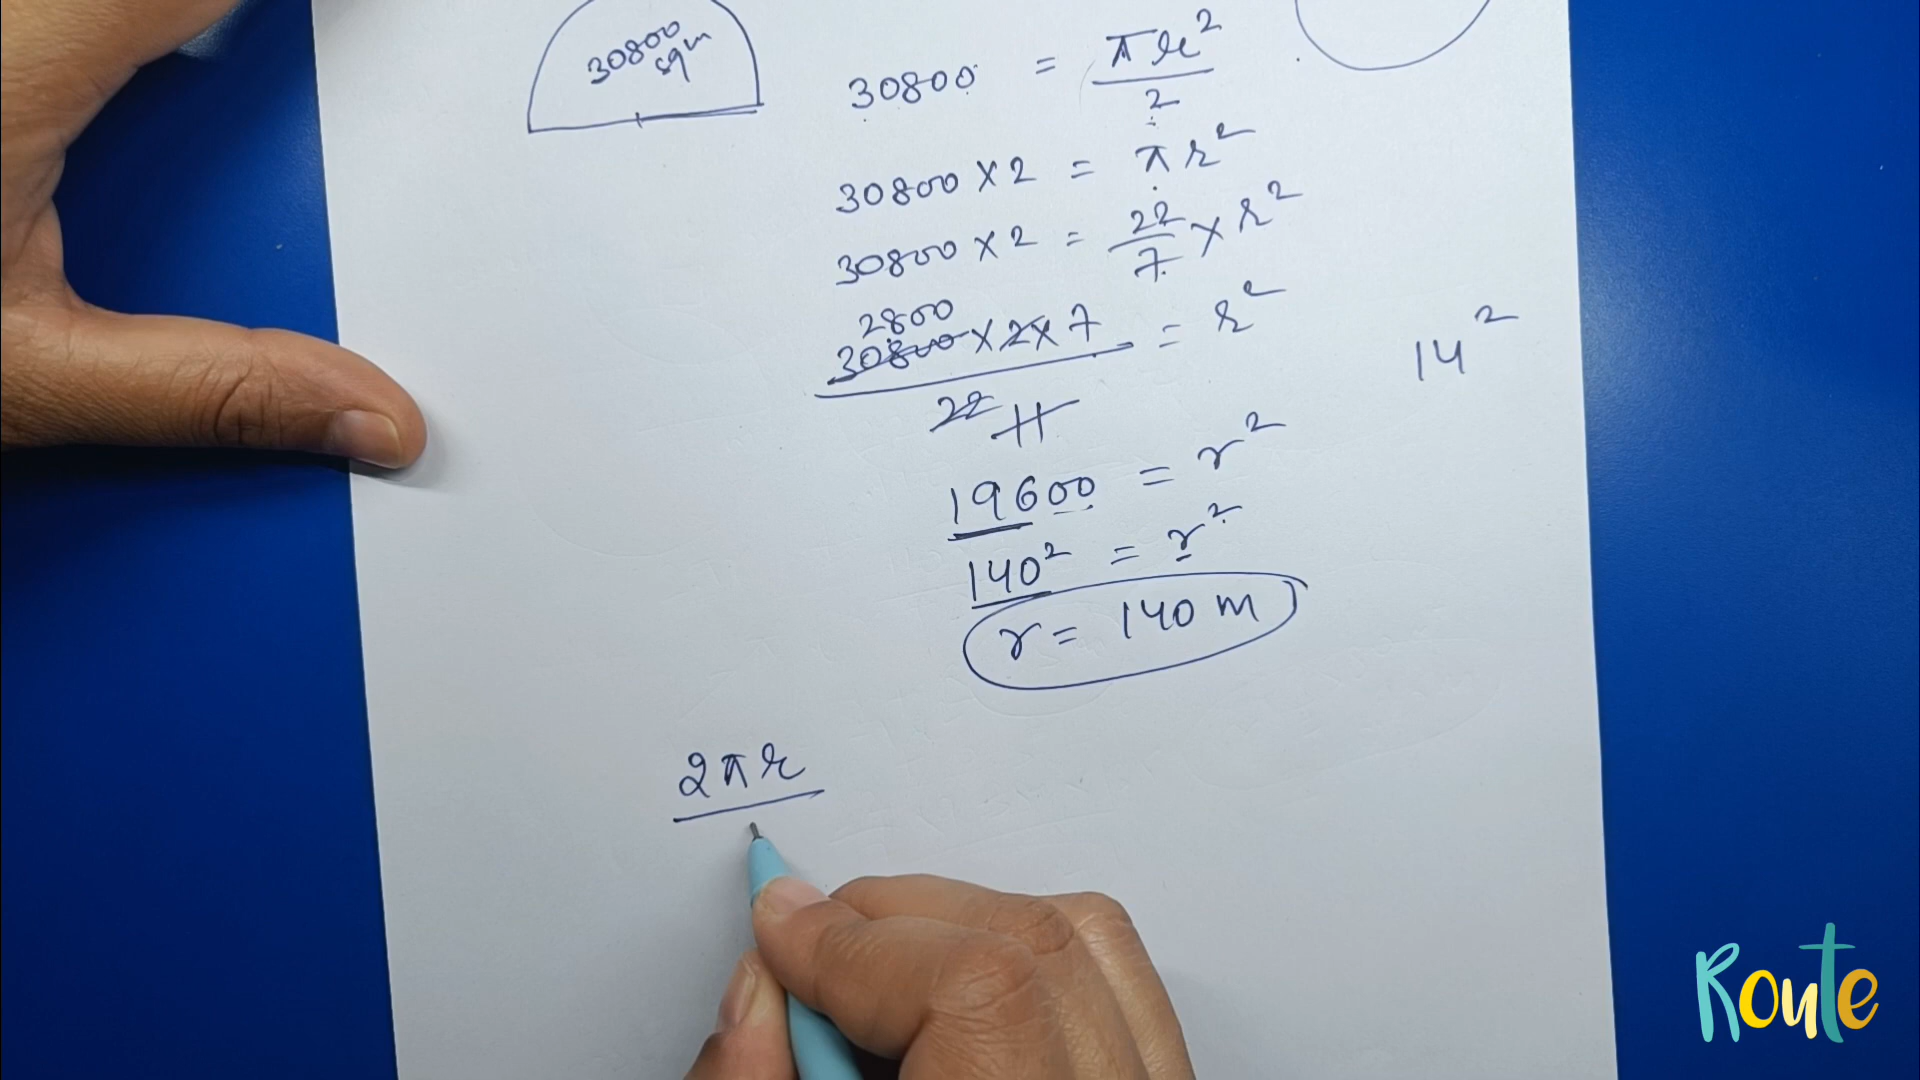 30800 sqm
30800 = πr²/2
30800 × 2 = πr²
30800 × 2 = 22/7 × r²
2800
30800 × 2 × 7 = r²
22 11
14²
19600 = r²
140² = r²
r = 140 m
2πr
Route